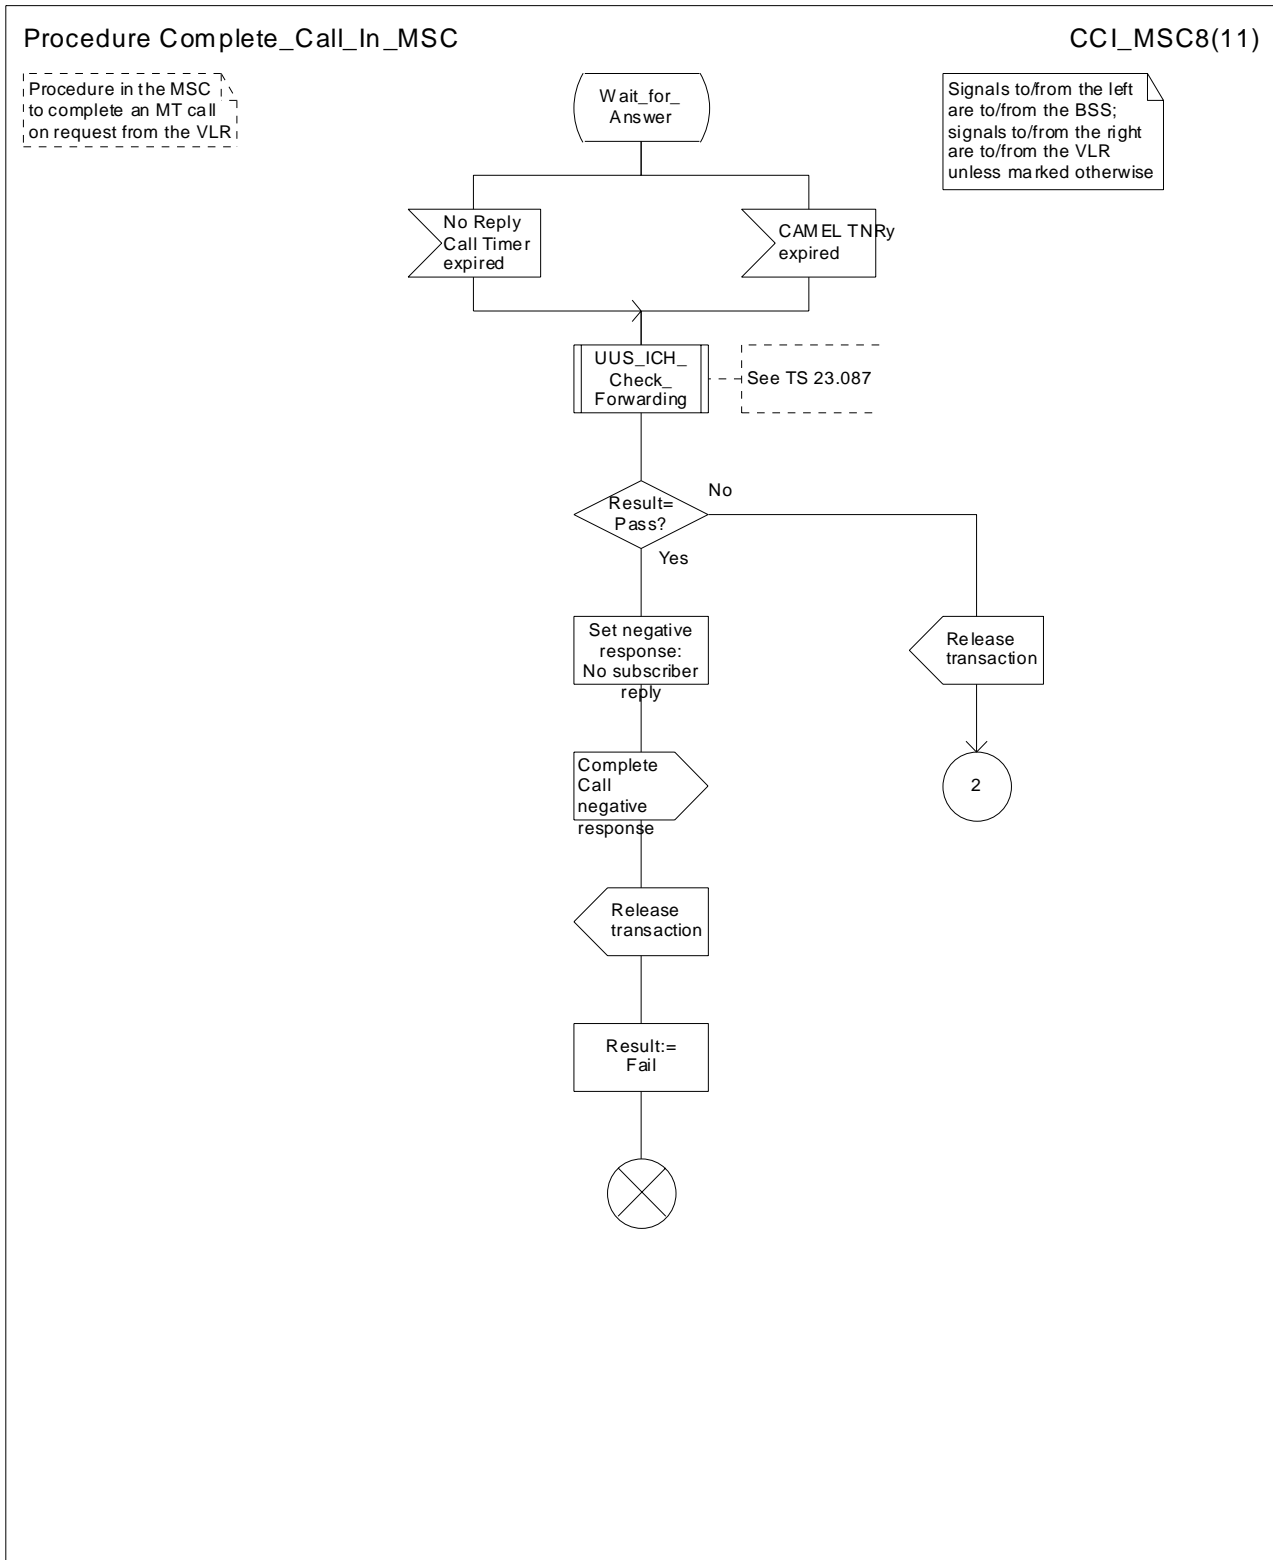 Procedure Complete_Call_In_MSC
CCI_MSC8(11)
Procedure in the MSC
to complete an MT call
on request from the VLR
Wait_for_
Answer
Signals to/from the left
are to/from the BSS;
signals to/from the right
are to/from the VLR
unless marked otherwise
No Reply
Call Timer
expired
CAMEL TNRy
expired
UUS_ICH_
Check_
Forwarding
See TS 23.087
Result=
Pass?
No
Yes
Set negative
response:
No subscriber
reply
Release
transaction
Complete
Call
negative
response
2
Release
transaction
Result:=
Fail